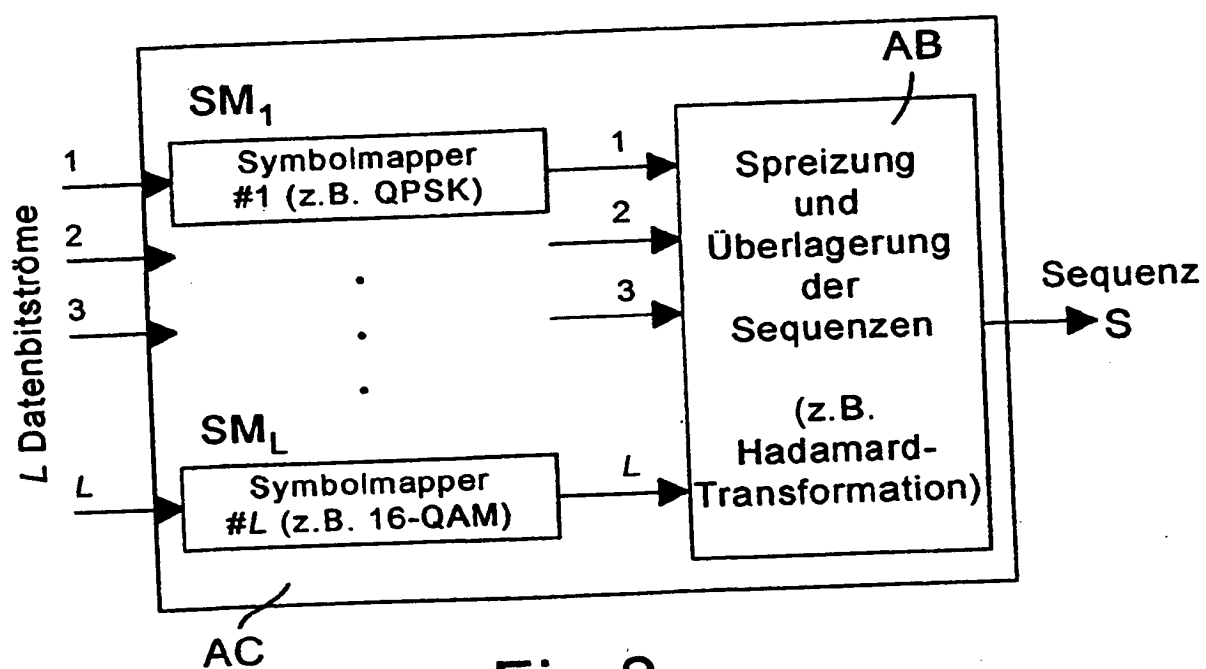 AB
SM1
1
Symbolmapper
#1 (z.B. QPSK)
1
2
2
3
3
L Datenbitströme
.
.
.
Spreizung
und
Überlagerung
der
Sequenzen
(z.B.
Hadamard-
Transformation)
Sequenz
S
SML
L
Symbolmapper
#L (z.B. 16-QAM)
L
AC